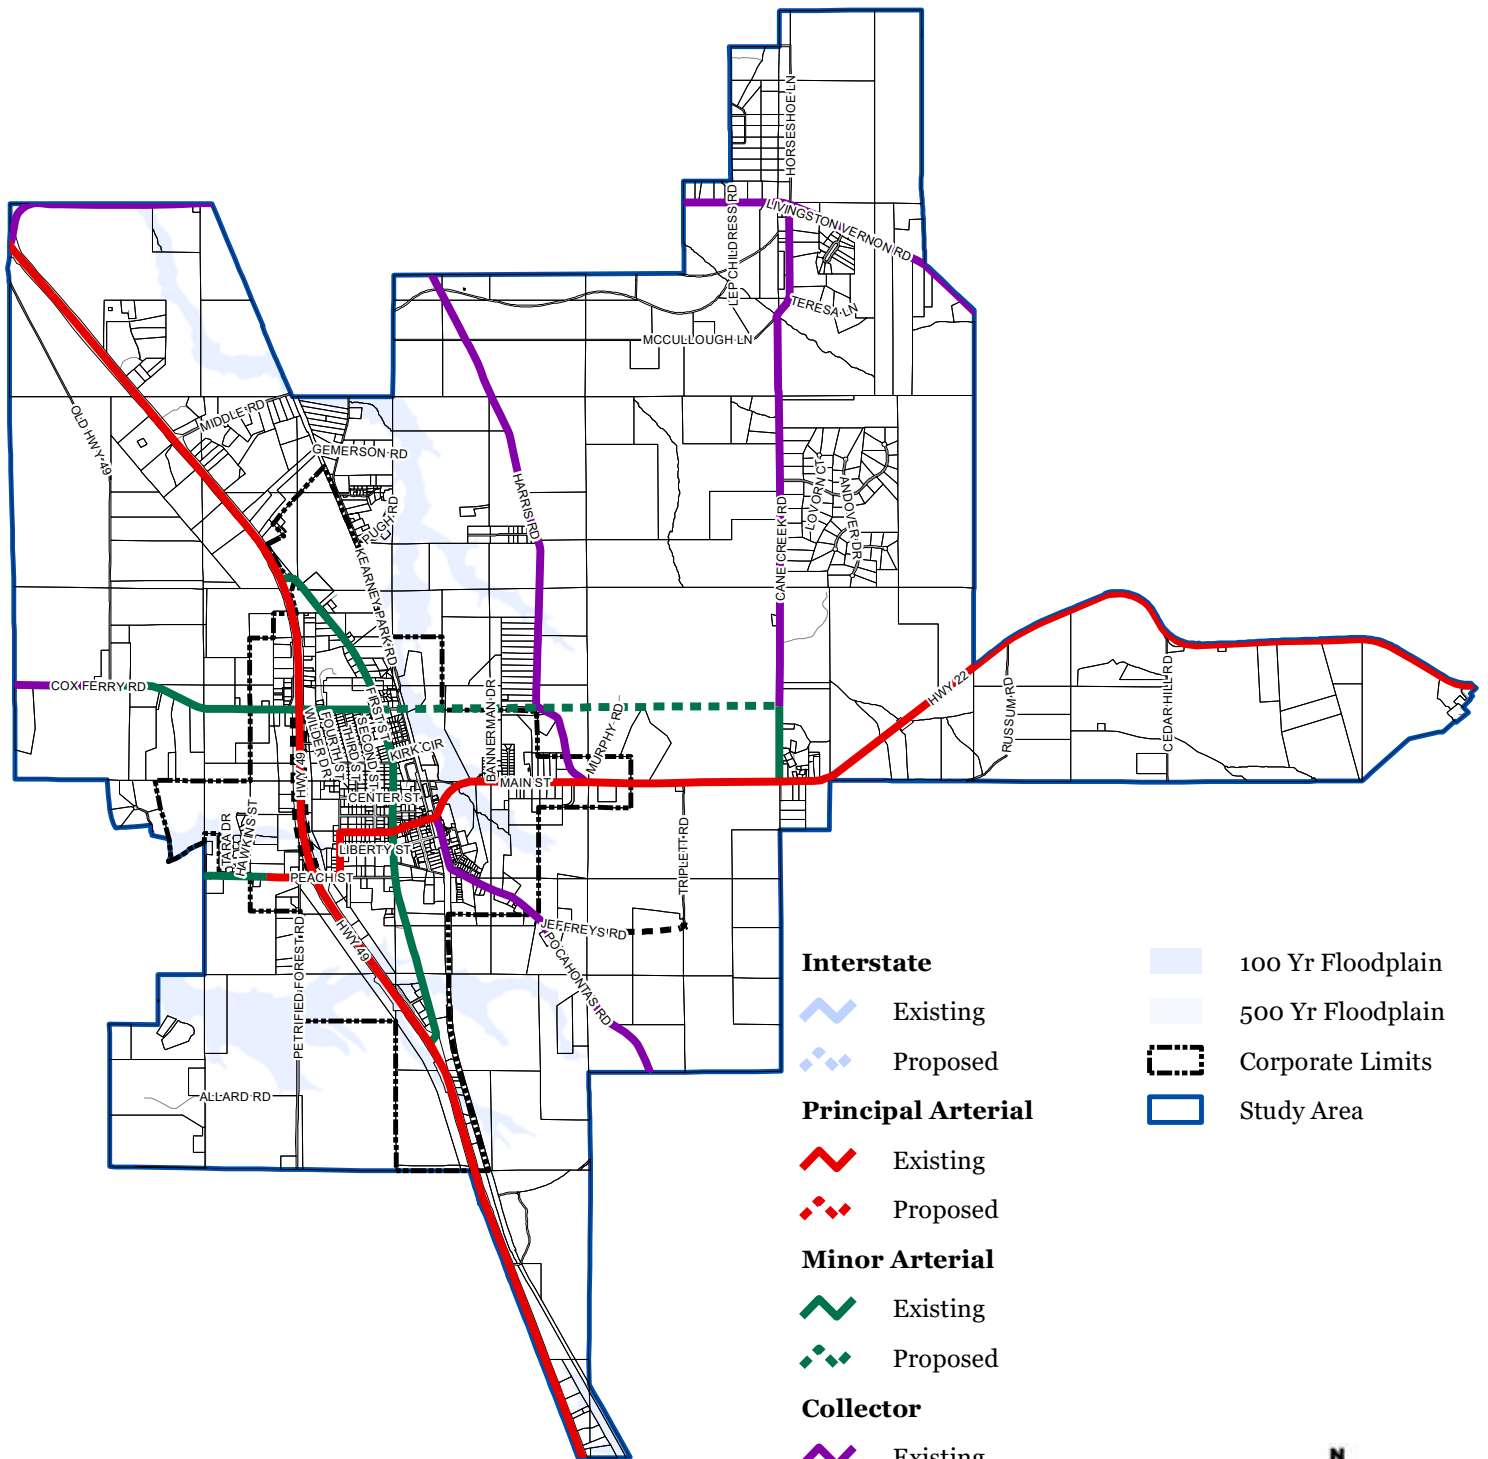 HORSESHOE LN
LEP CHILDRESS RD
LIVINGSTON VERNON RD
TERESA LN
MCCULLOUGH LN
OLD HWY 49
MIDDLE RD
GEMERSON RD
PUGH RD
HARRIS RD
KEARNEY PARK RD
CANE CREEK RD
LOVORN CT
ANDOVER DR
COX FERRY RD
HWY 22
RUSSUM RD
CEDAR HILL RD
FIRST ST
SECOND ST
THIRD ST
FOURTH ST
WILDER DR
KIRK CIR
BANNERMAN DR
MURPHY RD
HWY 49
MAIN ST
CENTER ST
TARA DR
HAWKINS ST
LIBERTY ST
PEACH ST
TRIPLETT RD
HWY 49
JEFFREYS RD
POCAHONTAS RD
PETRIFIED FOREST RD
ALLARD RD
Interstate
Existing
Proposed
Principal Arterial
Existing
Proposed
Minor Arterial
Existing
Proposed
Collector
Existing
100 Yr Floodplain
500 Yr Floodplain
Corporate Limits
Study Area
N